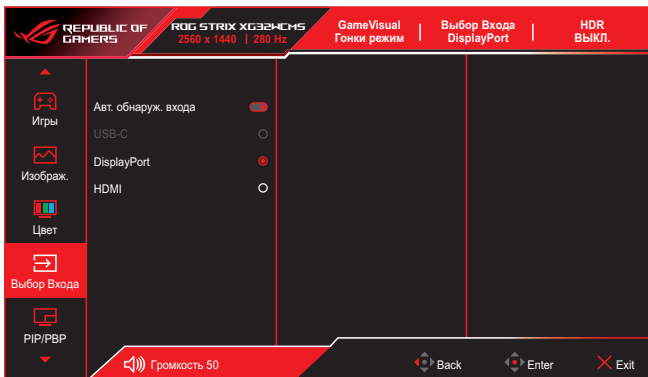 REPUBLIC OF
GAMERS
ROG STRIX XG32WCMS
2560 x 1440 | 280 Hz
GameVisual
Гонки режим
Выбор Входа
DisplayPort
HDR
ВЫКЛ.
Игры
Изображ.
Цвет
Выбор Входа
PIP/PBP
Авт. обнаруж. входа
USB-C
DisplayPort
HDMI
Громкость 50
Back
Enter
Exit